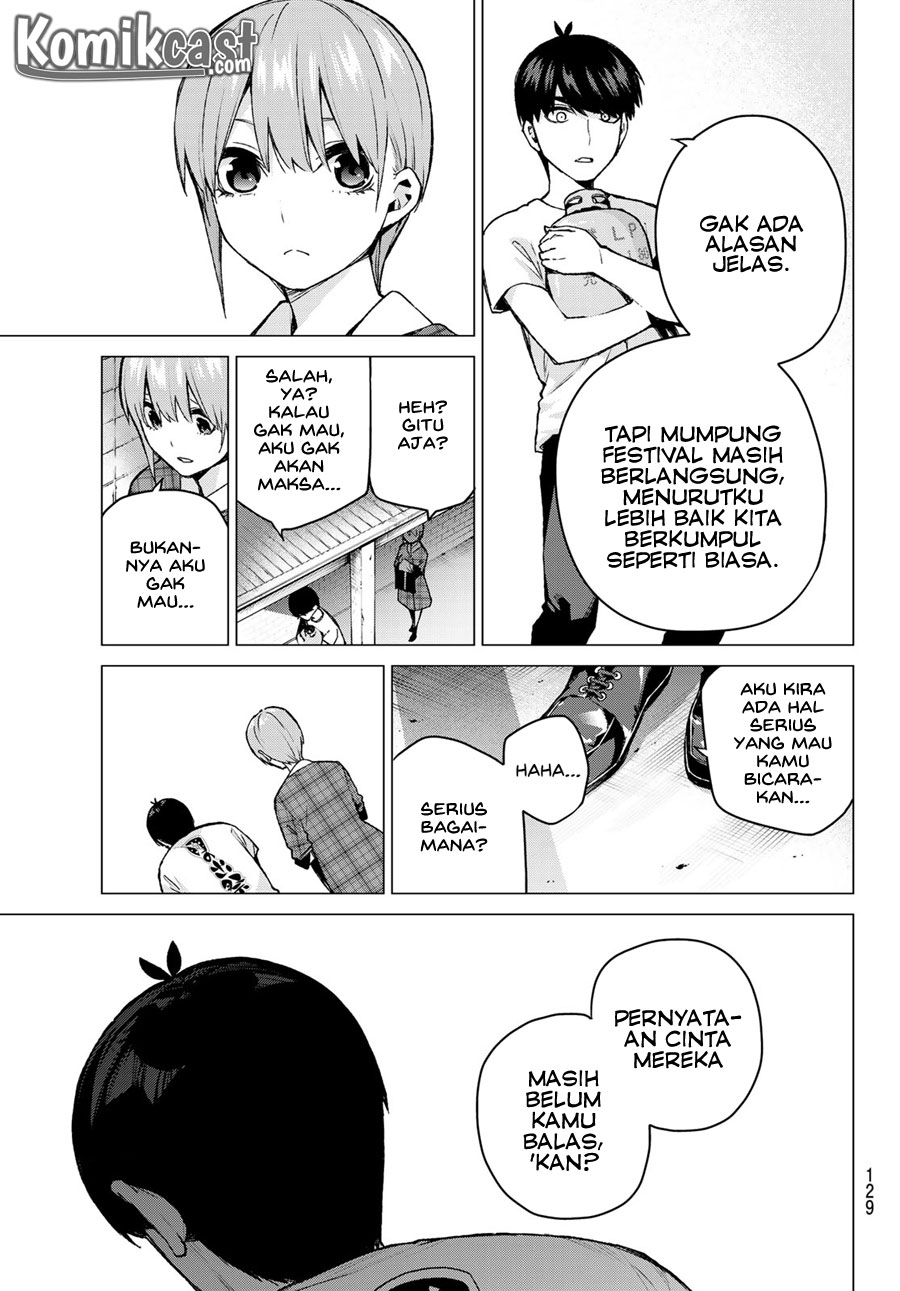 Komikcast
.com
GAK ADA
ALASAN
JELAS.
TAPI MUMPUNG
FESTIVAL MASIH
BERLANGSUNG,
MENURUTKU
LEBIH BAIK KITA
BERKUMPUL
SEPERTI BIASA.
LP
HEH?
GITU
AJA?
SALAH,
YA?
KALAU
GAK MAU,
AKU GAK
AKAN
MAKSA...
BUKAN-
NYA AKU
GAK
MAU...
AKU KIRA
ADA HAL
SERIUS
YANG MAU
KAMU
BICARA-
KAN...
HAHA...
SERIUS
BAGAI-
MANA?
PERNYATA-
AN CINTA
MEREKA
MASIH
BELUM
KAMU
BALAS,
'KAN?
129